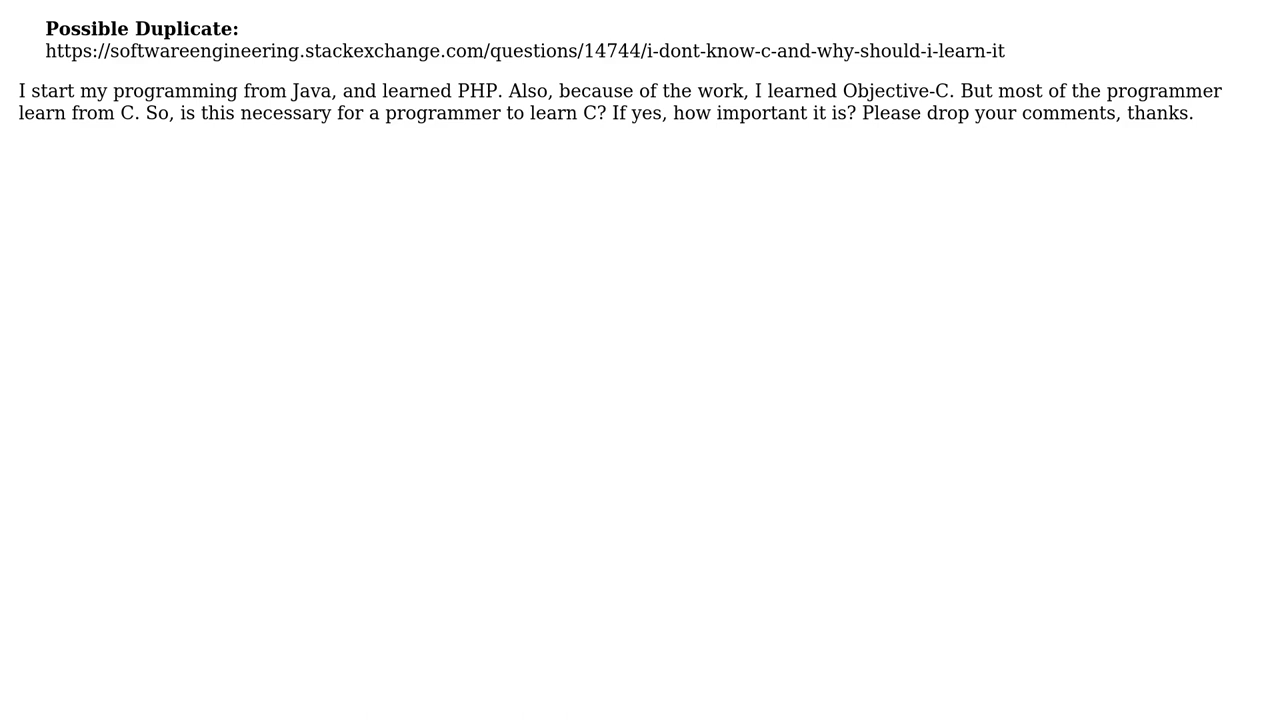 Possible Duplicate:
https://softwareengineering.stackexchange.com/questions/14744/i-dont-know-c-and-why-should-i-learn-it
I start my programming from Java, and learned PHP. Also, because of the work, I learned Objective-C. But most of the programmer
learn from C. So, is this necessary for a programmer to learn C? If yes, how important it is? Please drop your comments, thanks.